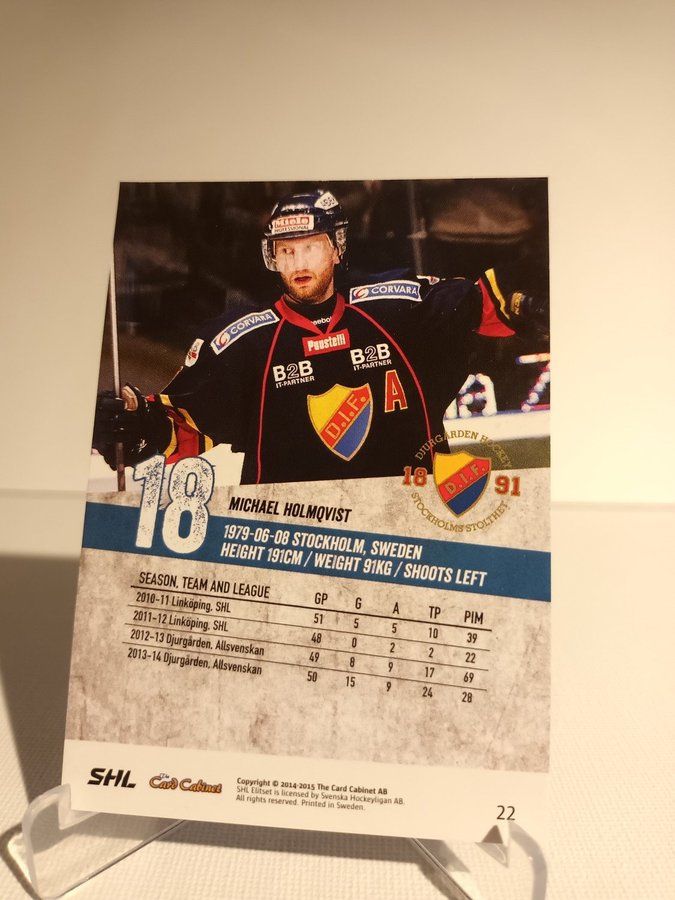 Miele
PROFESSIONAL
CORVARA
CORVARA
Reebok
Puustelli
B2B
IT-PARTNER
B2B
IT-PARTNER
A
D.I.F.
DJURGÅRDEN HOCKEY
18 91
D.I.F.
STOCKHOLMS STOLTHET
18
MICHAEL HOLMQVIST
1979-06-08 STOCKHOLM, SWEDEN
HEIGHT 191CM / WEIGHT 91KG / SHOOTS LEFT
SEASON, TEAM AND LEAGUE GP G A TP PIM
2010-11 Linköping, SHL 51 5 5 10 39
2011-12 Linköping, SHL 48 0 2 2 22
2012-13 Djurgården, Allsvenskan 49 8 9 17 69
2013-14 Djurgården, Allsvenskan 50 15 9 24 28
SHL
The Card Cabinet
Copyright © 2014-2015 The Card Cabinet AB
SHL Elitset is licensed by Svenska Hockeyligan AB.
All rights reserved. Printed in Sweden.
22